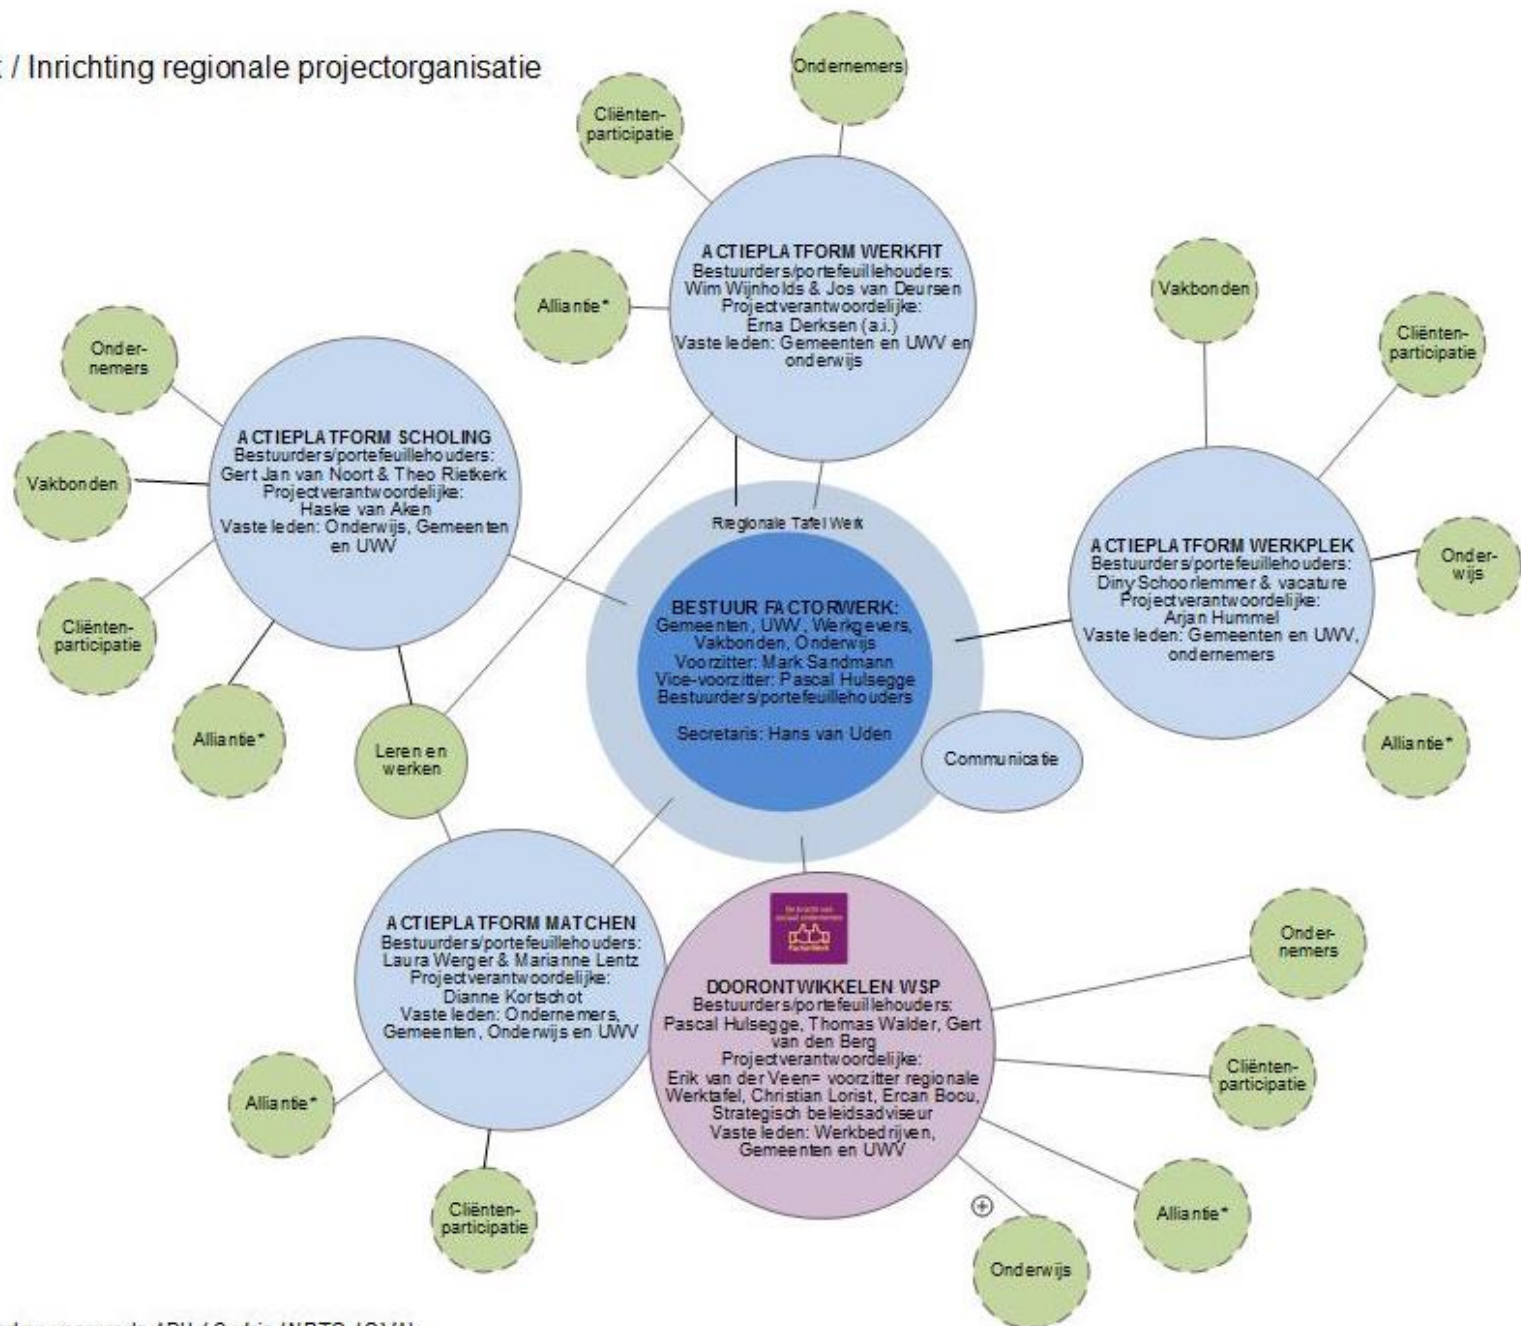 / Inrichting regionale projectorganisatie
Ondernemers
Cliënten-
participatie
Alliantie*
ACTIEPLATFORM WERKFIT
Bestuurders/portefeuillehouders:
Wim Wijnholds & Jos van Deursen
Projectverantwoordelijke:
Erna Derksen (a.i.)
Vaste leden: Gemeenten en UWV en
onderwijs
Vakbonden
Cliënten-
participatie
Onder-
nemers
Vakbonden
Cliënten-
participatie
Alliantie*
ACTIEPLATFORM SCHOLING
Bestuurders/portefeuillehouders:
Gert Jan van Noort & Theo Rietkerk
Projectverantwoordelijke:
Haske van Aken
Vaste leden: Onderwijs, Gemeenten
en UWV
Leren en
werken
Rregionale Tafel Werk
BESTUUR FACTORWERK:
Gemeenten, UWV, Werkgevers,
Vakbonden, Onderwijs
Voorzitter: Mark Sandmann
Vice-voorzitter: Pascal Hulsegge
Bestuurders/portefeuillehouders
Secretaris: Hans van Uden
Communicatie
ACTIEPLATFORM WERKPLEK
Bestuurders/portefeuillehouders:
Diny Schoorlemmer & vacature
Projectverantwoordelijke:
Arjan Hummel
Vaste leden: Gemeenten en UWV,
ondernemers
Onder-
wijs
Alliantie*
ACTIEPLATFORM MATCHEN
Bestuurders/portefeuillehouders:
Laura Werger & Marianne Lentz
Projectverantwoordelijke:
Dianne Kortschot
Vaste leden: Ondernemers,
Gemeenten, Onderwijs en UWV
Alliantie*
Cliënten-
participatie
De kracht van
sociaal ondernemen
FactorWerk
DOORONTWIKKELEN WSP
Bestuurders/portefeuillehouders:
Pascal Hulsegge, Thomas Walder, Gert
van den Berg
Projectverantwoordelijke:
Erik van der Veen= voorzitter regionale
Werktafel, Christian Lorist, Ercan Bocu,
Strategisch beleidsadviseur
Vaste leden: Werkbedrijven,
Gemeenten en UWV
Onder-
nemers
Cliënten-
participatie
Alliantie*
Onderwijs